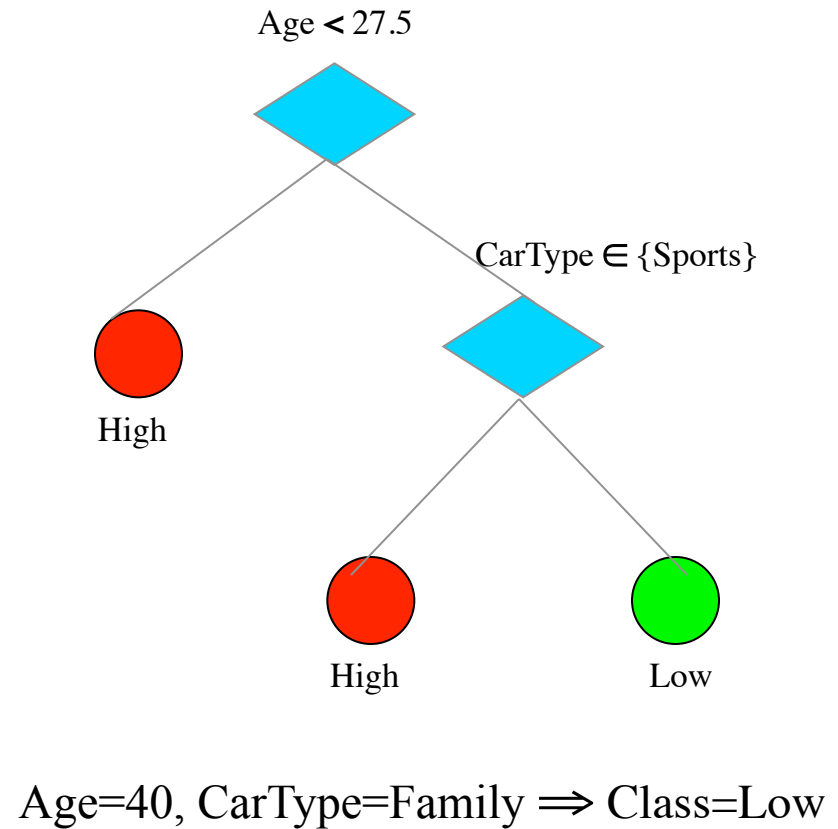 Age < 27.5
CarType ∈ {Sports}
High
High
Low
Age=40, CarType=Family ⇒ Class=Low